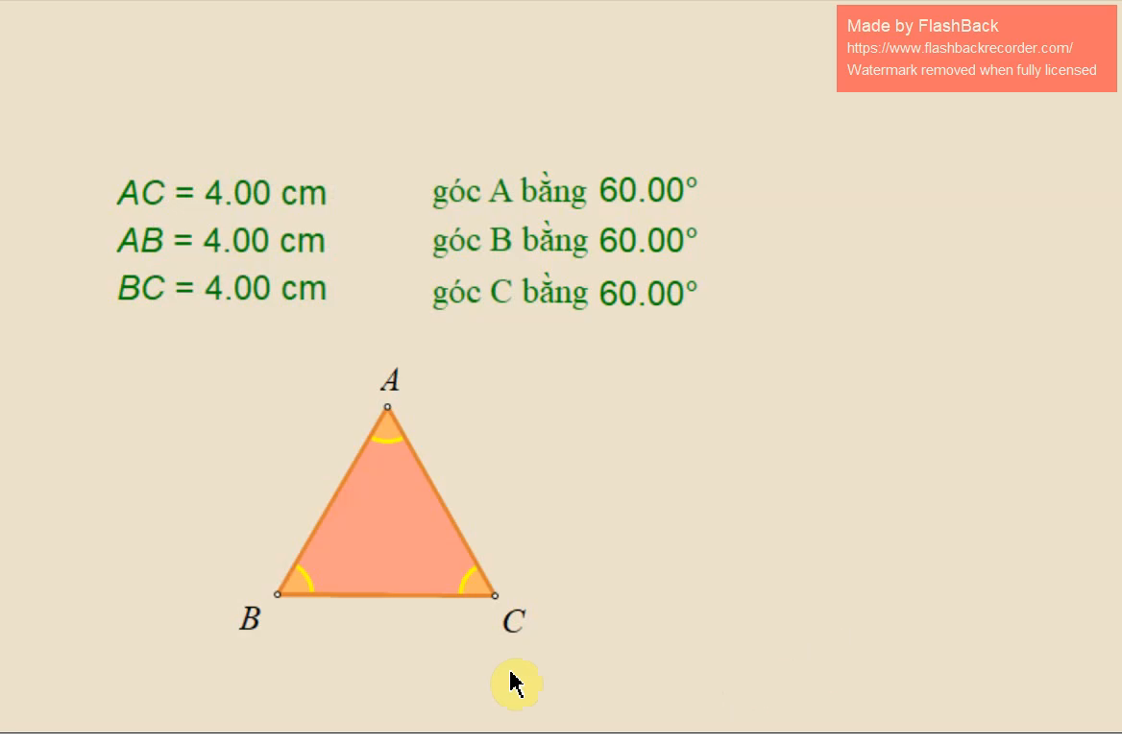 Made by FlashBack
https://www.flashbackrecorder.com/
Watermark removed when fully licensed
AC = 4.00 cm góc A bằng 60.00°
AB = 4.00 cm góc B bằng 60.00°
BC = 4.00 cm góc C bằng 60.00°
A
B
C